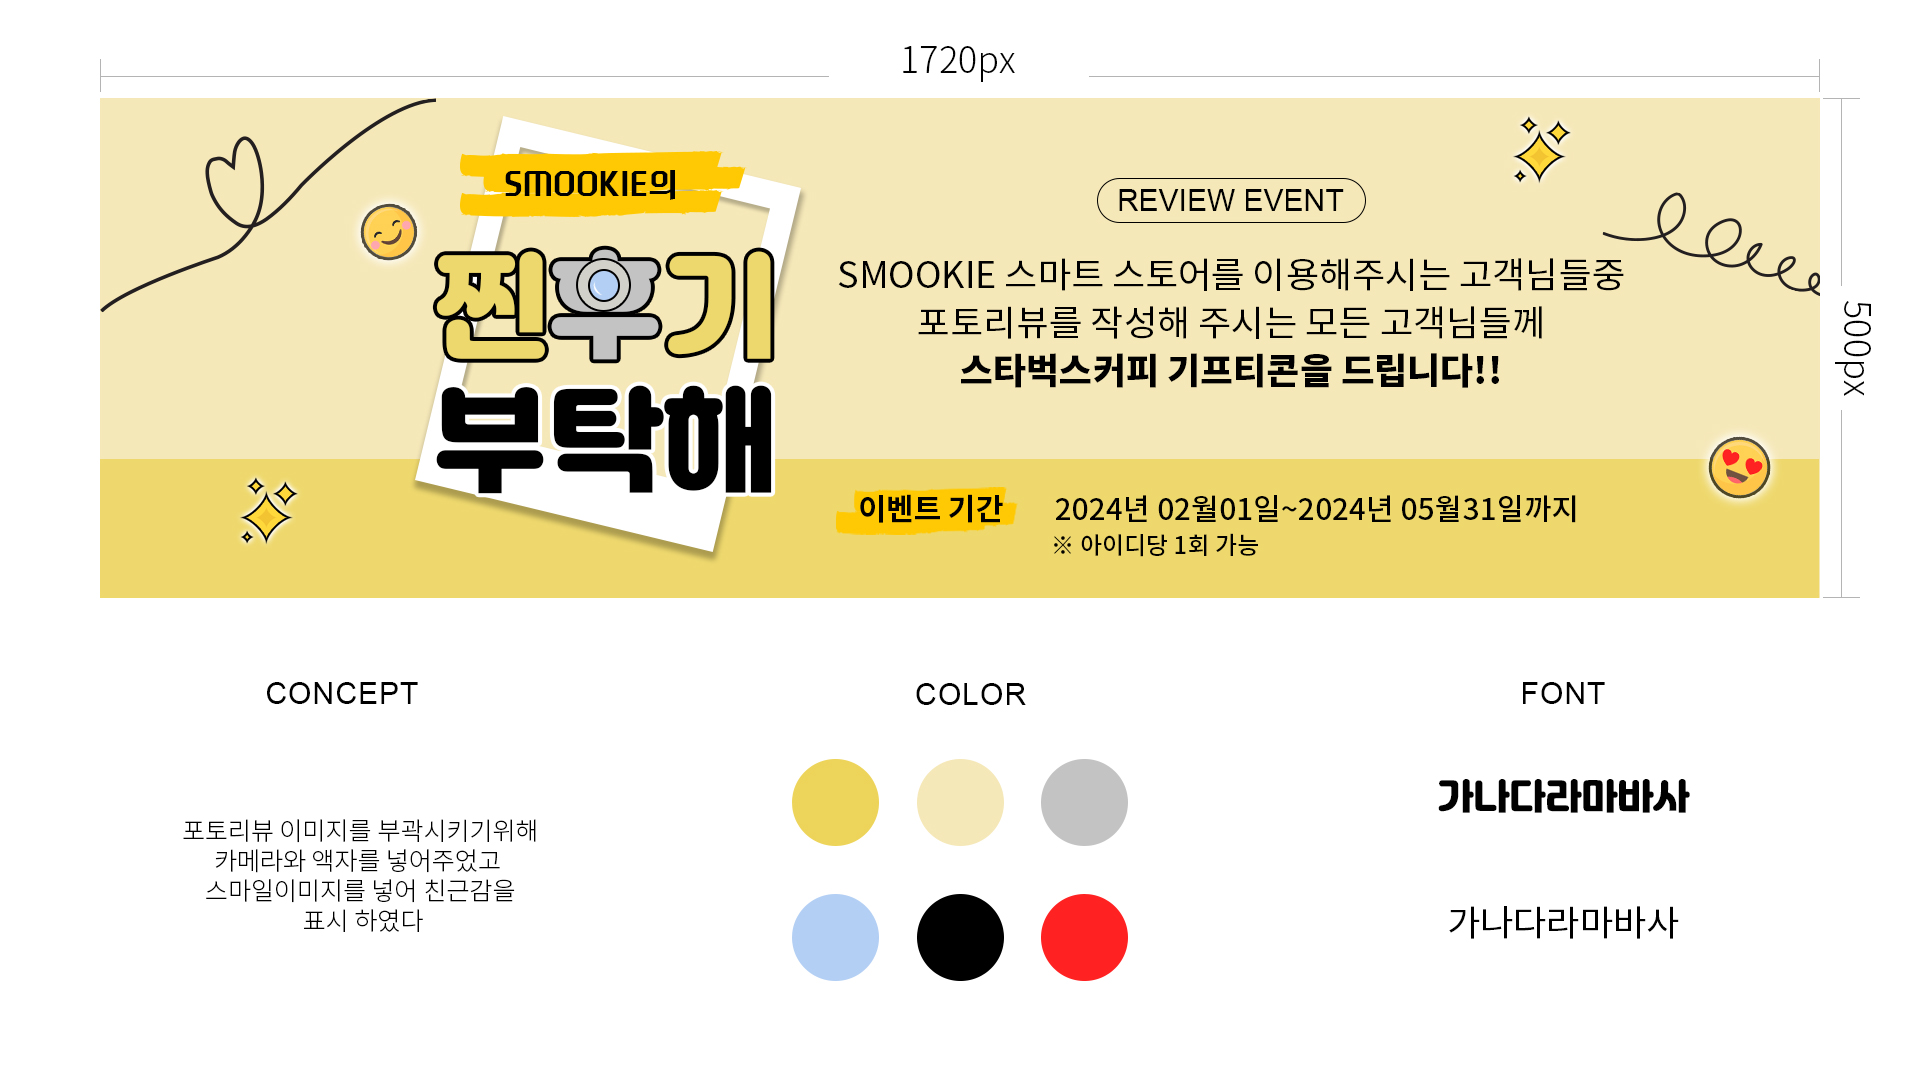 1720px
SMOOKIE의
찐후기
부탁해
REVIEW EVENT
SMOOKIE 스마트 스토어를 이용해주시는 고객님들중
포토리뷰를 작성해 주시는 모든 고객님들께
스타벅스커피 기프티콘을 드립니다!!
500px
이벤트 기간
2024년 02월01일~2024년 05월31일까지
※ 아이디당 1회 가능
CONCEPT
포토리뷰 이미지를 부곽시키기위해
카메라와 액자를 넣어주었고
스마일이미지를 넣어 친근감을
표시 하였다
COLOR
FONT
가나다라마바사
가나다라마바사